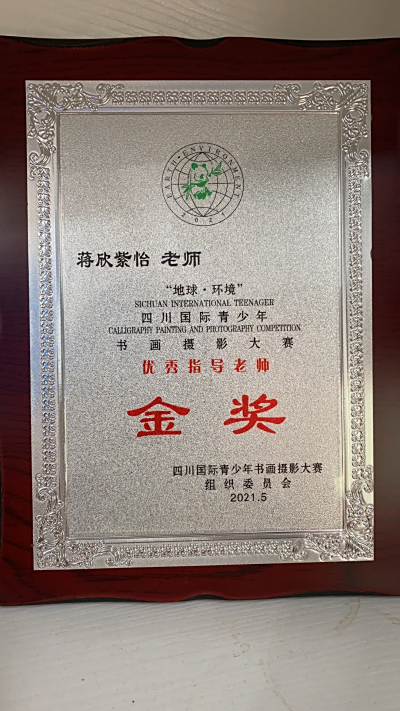 EARTH·ENVIRONMENT
2021
蒋欣紫怡 老师
“地球·环境”
SICHUAN INTERNATIONAL TEENAGER
四川国际青少年
CALLIGRAPHY PAINTING AND PHOTOGRAPHY COMPETITION
书画摄影大赛
优秀指导老师
金奖
四川国际青少年书画摄影大赛
组织委员会
2021.5